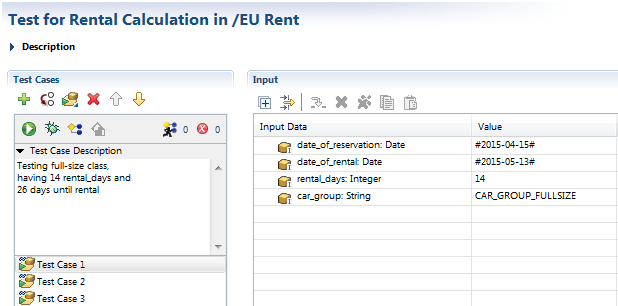 Test for Rental Calculation in /EU Rent
Description
Test Cases
0 0
Test Case Description
Testing full-size class,
having 14 rental_days and
26 days until rental
Test Case 1
Test Case 2
Test Case 3
Input
Input Data Value
date_of_reservation: Date #2015-04-15#
date_of_rental: Date #2015-05-13#
rental_days: Integer 14
car_group: String CAR_GROUP_FULLSIZE